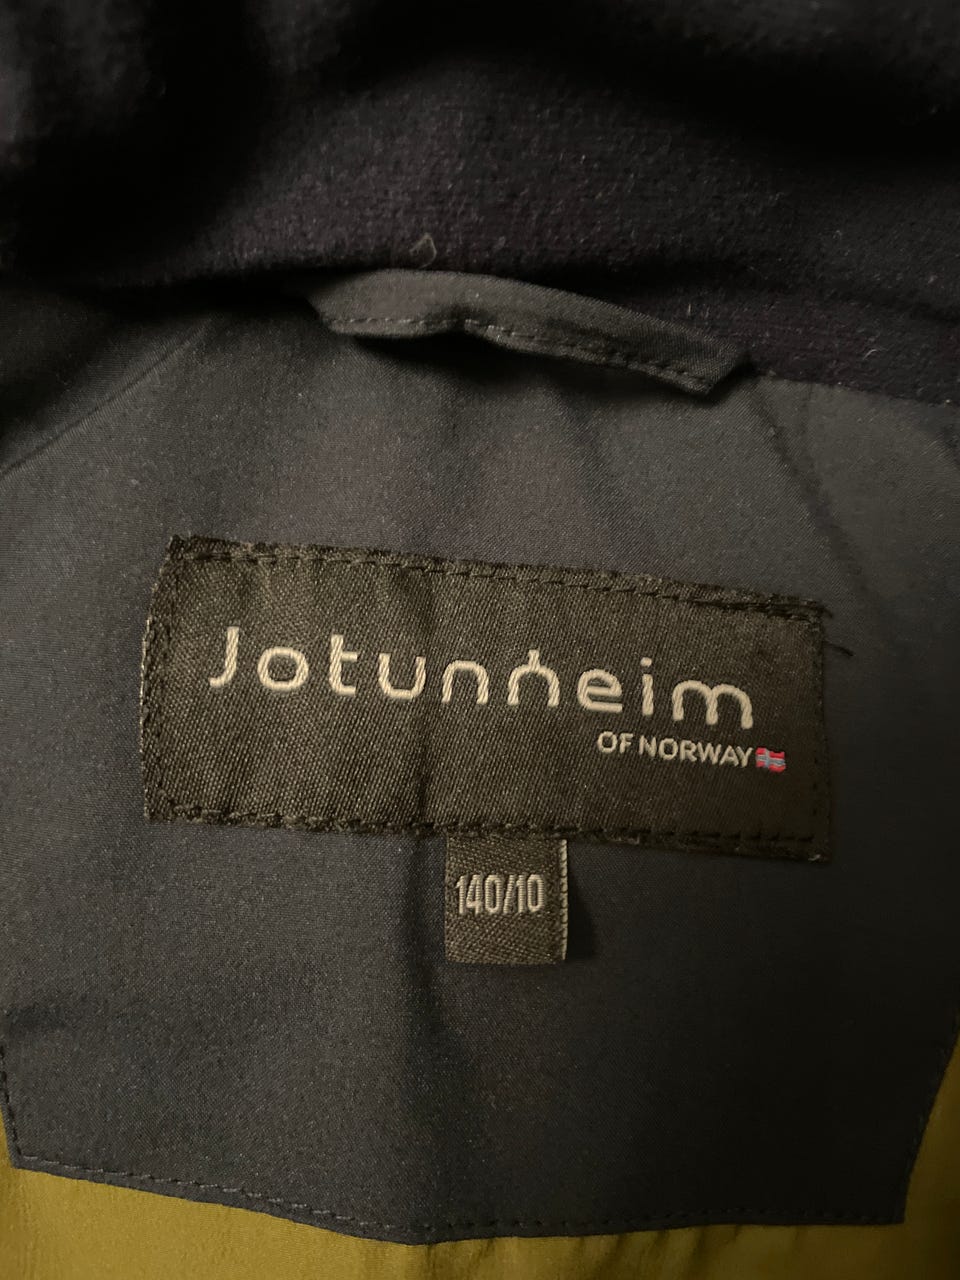 Jotunheim
OF NORWAY
140/10